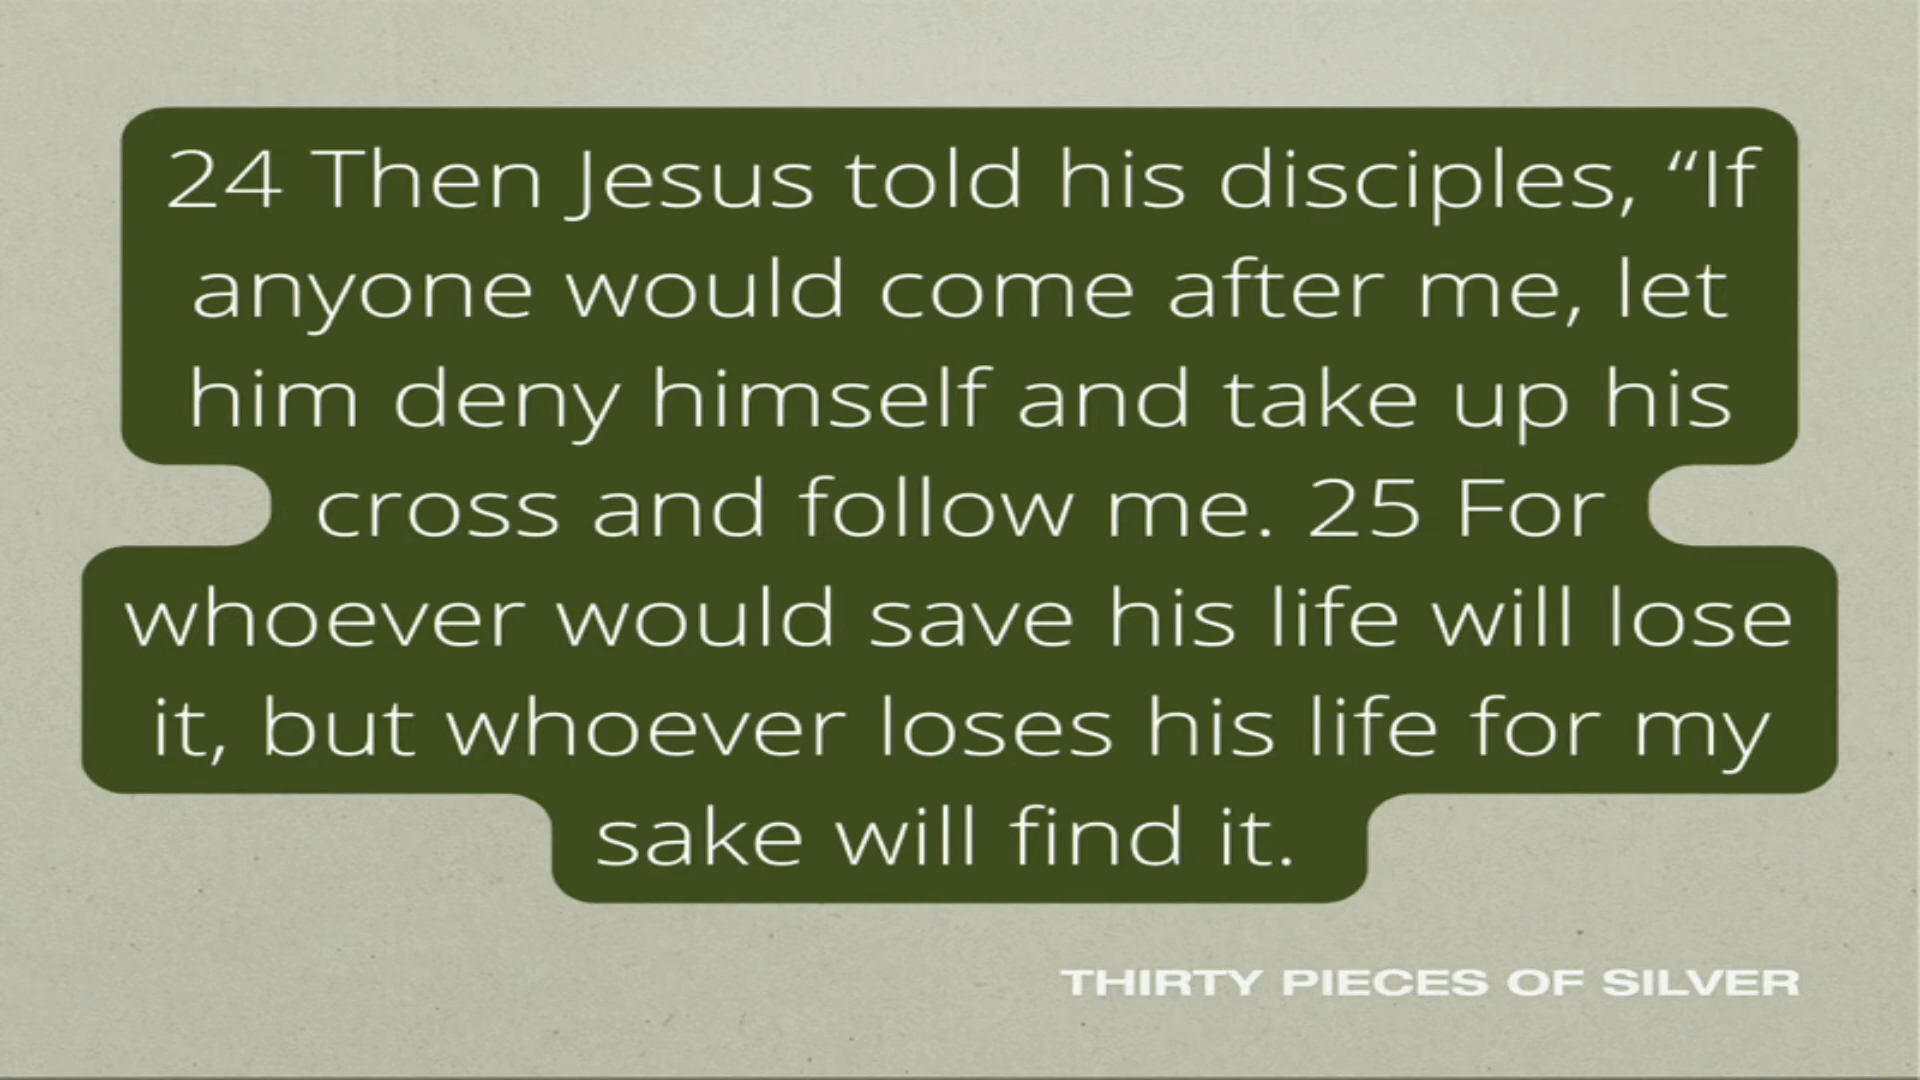 24 Then Jesus told his disciples, “If
anyone would come after me, let
him deny himself and take up his
cross and follow me. 25 For
whoever would save his life will lose
it, but whoever loses his life for my
sake will find it.
THIRTY PIECES OF SILVER